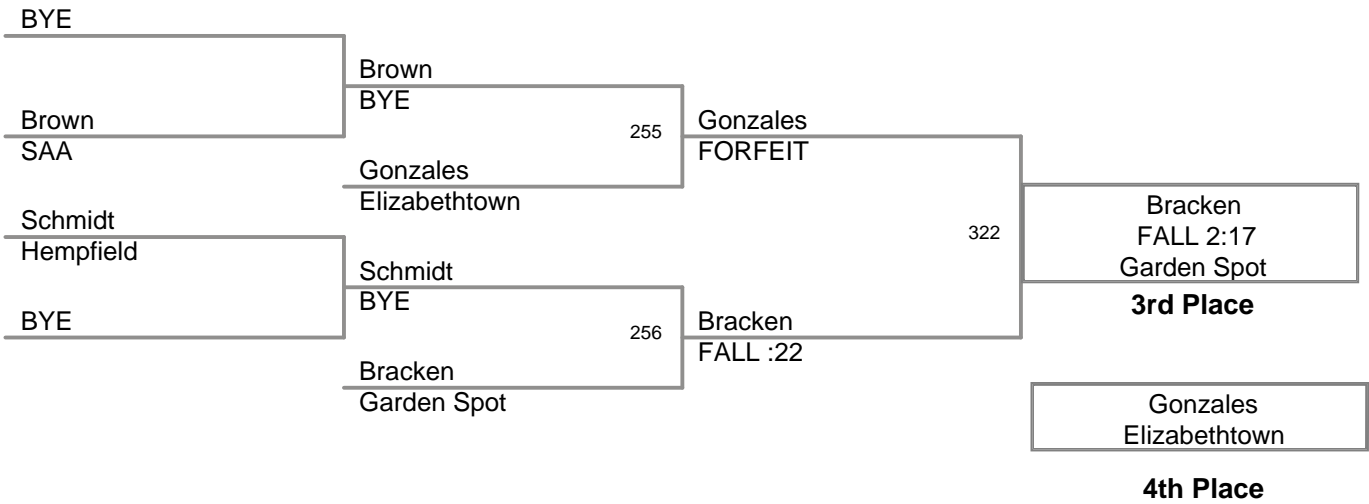 BYE
Brown
SAA
Schmidt
Hempfield
BYE
Brown
BYE
255
Gonzales
Elizabethtown
Schmidt
BYE
256
Bracken
Garden Spot
Gonzales
FORFEIT
322
Bracken
FALL :22
Bracken
FALL 2:17
Garden Spot
3rd Place
Gonzales
Elizabethtown
4th Place